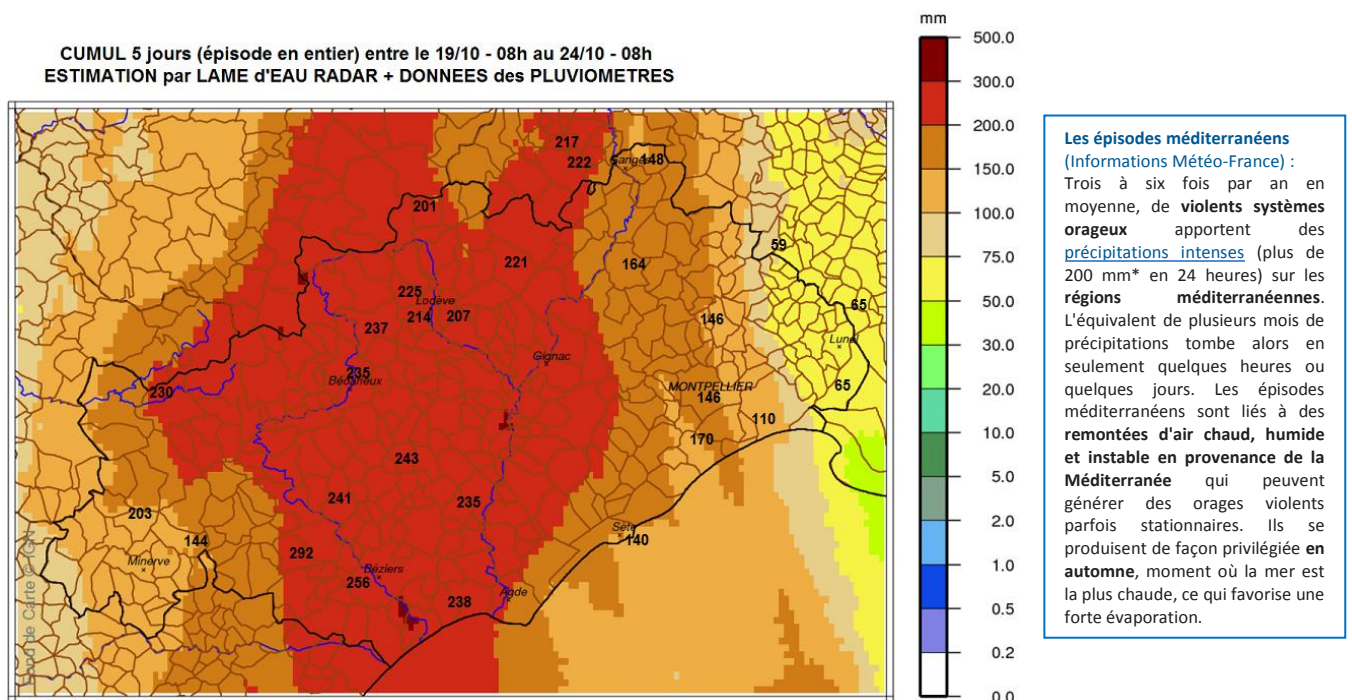 CUMUL 5 jours (épisode en entier) entre le 19/10 - 08h au 24/10 - 08h
ESTIMATION par LAME d'EAU RADAR + DONNEES des PLUVIOMETRES
217
222
148
201
59
221
164
225
65
Lodève
214
207
146
237
Lunel
Gignac
235
Bédarieux
65
MONTPELLIER
230
146
110
170
243
241
235
203
Sète
144
140
292
Minerve
Béziers
256
Agde
238
Fond de Carte © IGN
mm
500.0
300.0
200.0
150.0
100.0
75.0
50.0
30.0
20.0
10.0
5.0
2.0
1.0
0.5
0.2
0.0
Les épisodes méditerranéens
(Informations Météo-France) :
Trois à six fois par an en
moyenne, de violents systèmes
orageux apportent des
précipitations intenses (plus de
200 mm* en 24 heures) sur les
régions méditerranéennes.
L'équivalent de plusieurs mois de
précipitations tombe alors en
seulement quelques heures ou
quelques jours. Les épisodes
méditerranéens sont liés à des
remontées d'air chaud, humide
et instable en provenance de la
Méditerranée qui peuvent
générer des orages violents
parfois stationnaires. Ils se
produisent de façon privilégiée en
automne, moment où la mer est
la plus chaude, ce qui favorise une
forte évaporation.